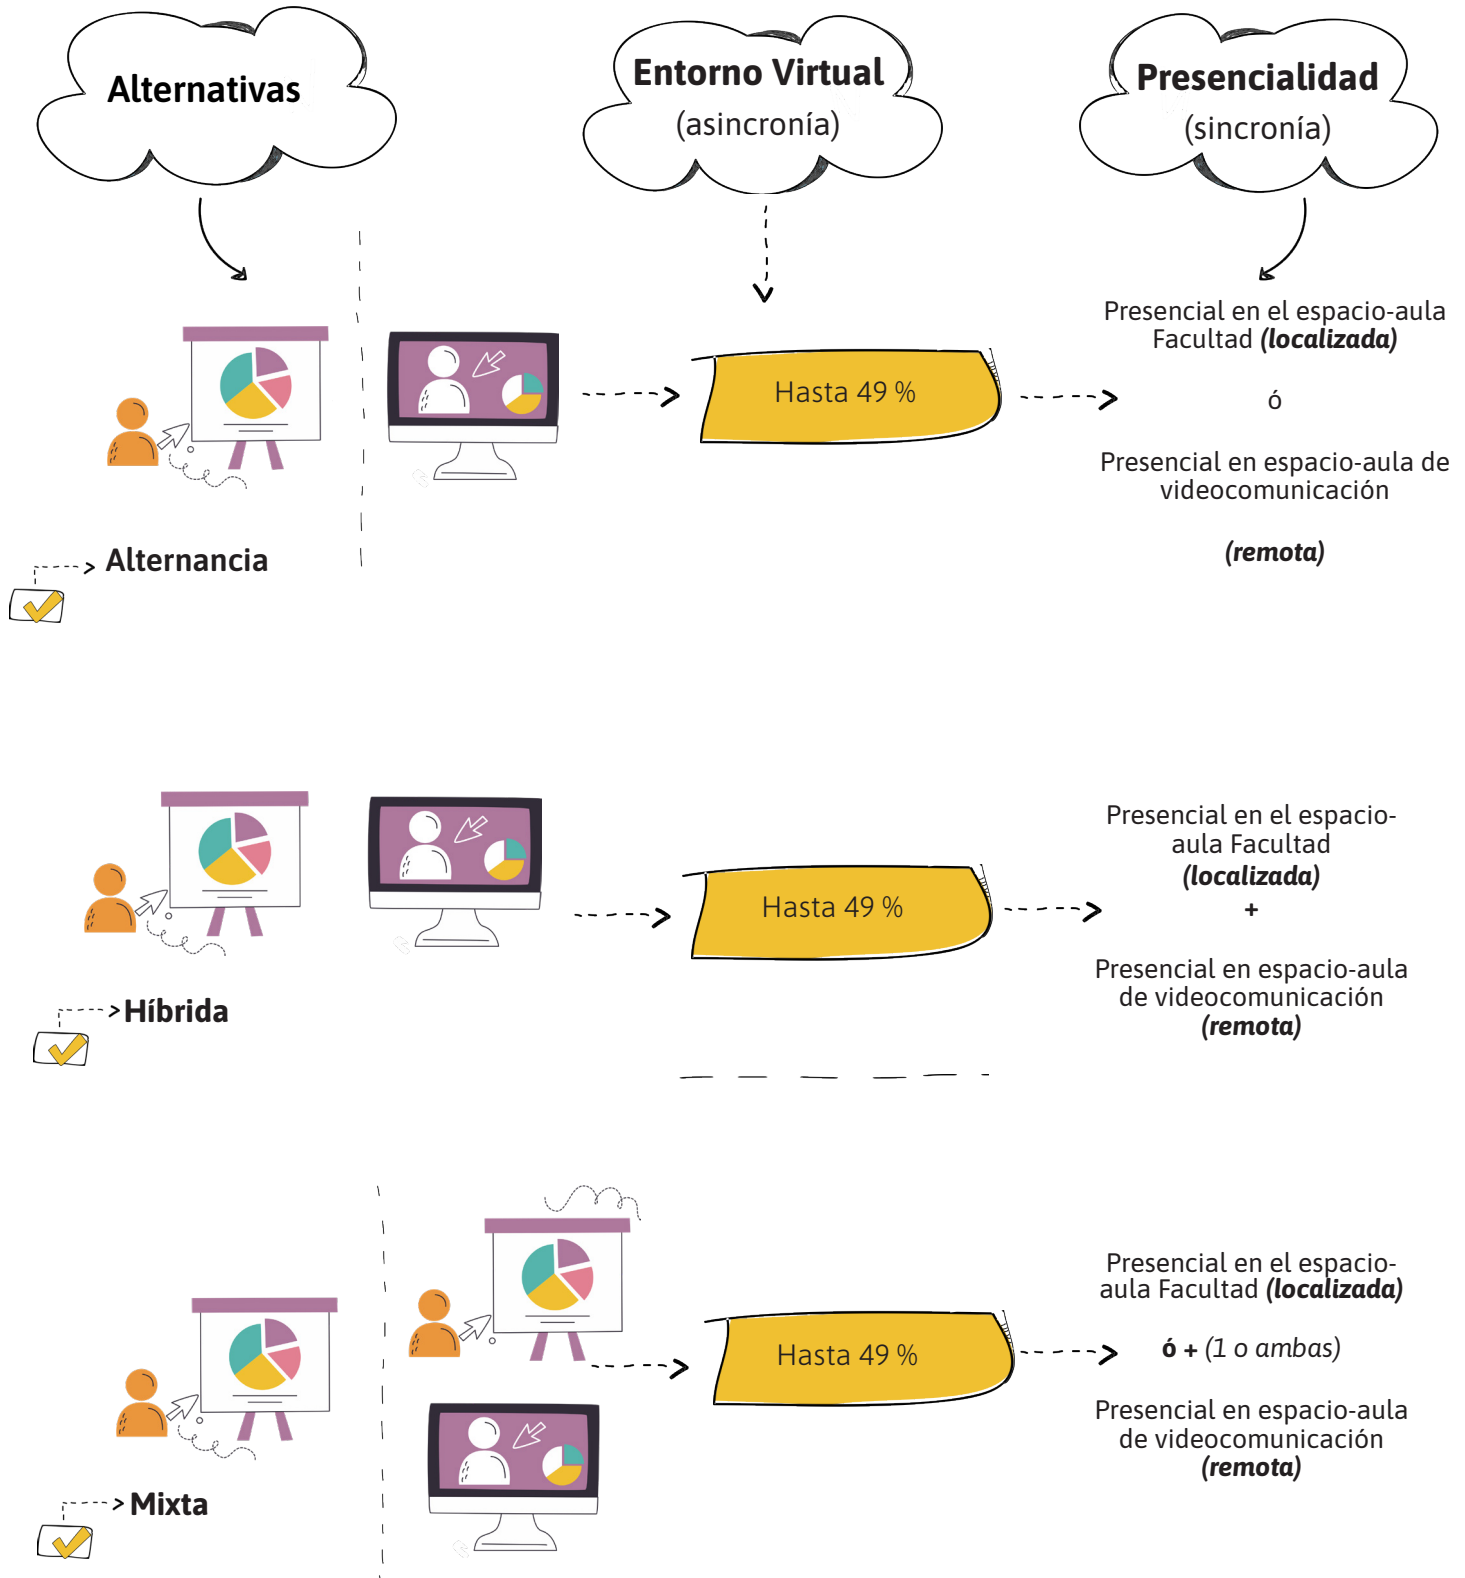 Alternativas
Entorno Virtual
(asincronía)
Presencialidad
(sincronía)
Hasta 49 %
Presencial en el espacio-aula
Facultad (localizada)
ó
Presencial en espacio-aula de
videocomunicación
(remota)
Alternancia
Hasta 49 %
Presencial en el espacio-
aula Facultad
(localizada)
+
Presencial en espacio-aula
de videocomunicación
(remota)
Híbrida
Hasta 49 %
Presencial en el espacio-
aula Facultad (localizada)
ó + (1 o ambas)
Presencial en espacio-aula
de videocomunicación
(remota)
Mixta